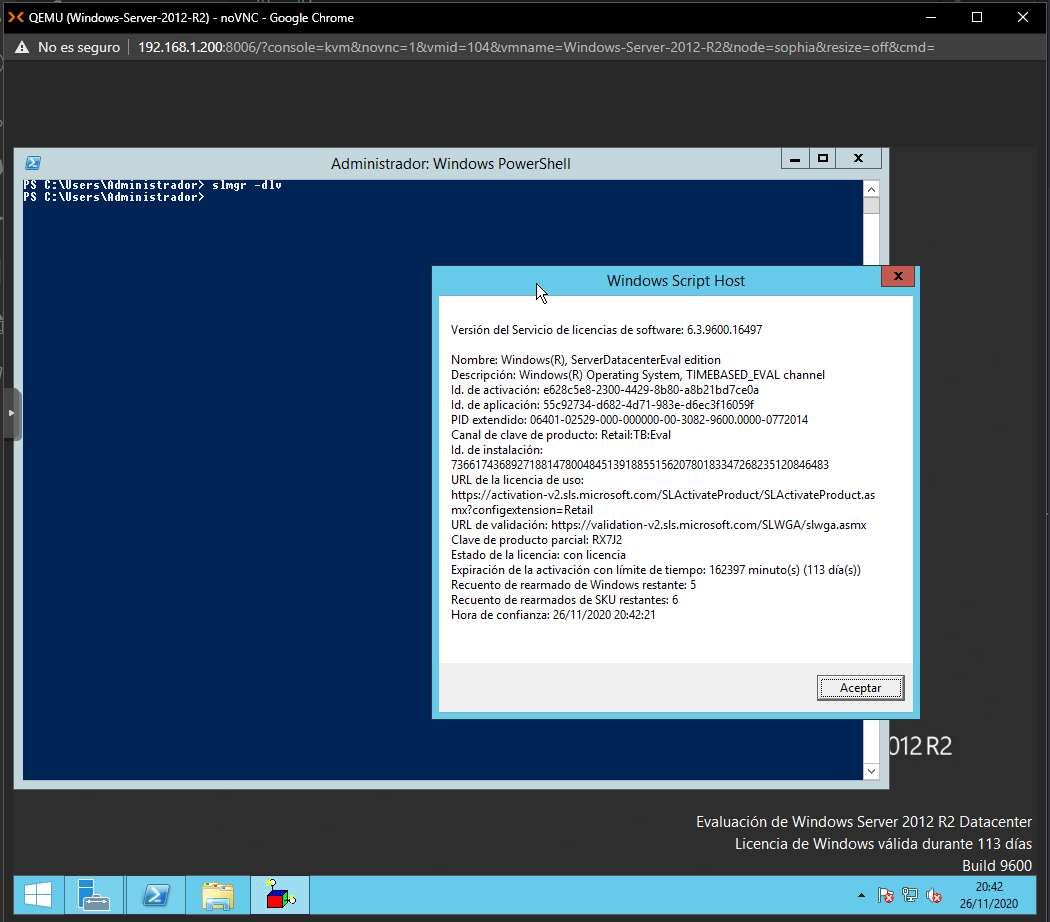 QEMU (Windows-Server-2012-R2) - noVNC - Google Chrome
No es seguro
192.168.1.200:8006/?console=kvm&novnc=1&vmid=104&vmname=Windows-Server-2012-R2&node=sophia&resize=off&cmd=
Administrador: Windows PowerShell
PS C:\Users\Administrador> slmgr -dlv
PS C:\Users\Administrador>
Windows Script Host
Versión del Servicio de licencias de software: 6.3.9600.16497
Nombre: Windows(R), ServerDatacenterEval edition
Descripción: Windows(R) Operating System, TIMEBASED_EVAL channel
Id. de activación: e628c5e8-2300-4429-8b80-a8b21bd7ce0a
Id. de aplicación: 55c92734-d682-4d71-983e-d6ec3f16059f
PID extendido: 06401-02529-000-000000-00-3082-9600.0000-0772014
Canal de clave de producto: Retail:TB:Eval
Id. de instalación:
736617436892718814780048451391885515620780183347268235120846483
URL de la licencia de uso:
https://activation-v2.sls.microsoft.com/SLActivateProduct/SLActivateProduct.as
mx?configextension=Retail
URL de validación: https://validation-v2.sls.microsoft.com/SLWGA/slwga.asmx
Clave de producto parcial: RX7J2
Estado de la licencia: con licencia
Expiración de la activación con límite de tiempo: 162397 minuto(s) (113 día(s))
Recuento de rearmado de Windows restante: 5
Recuento de rearmados de SKU restantes: 6
Hora de confianza: 26/11/2020 20:42:21
Aceptar
012 R2
Evaluación de Windows Server 2012 R2 Datacenter
Licencia de Windows válida durante 113 días
Build 9600
20:42
26/11/2020